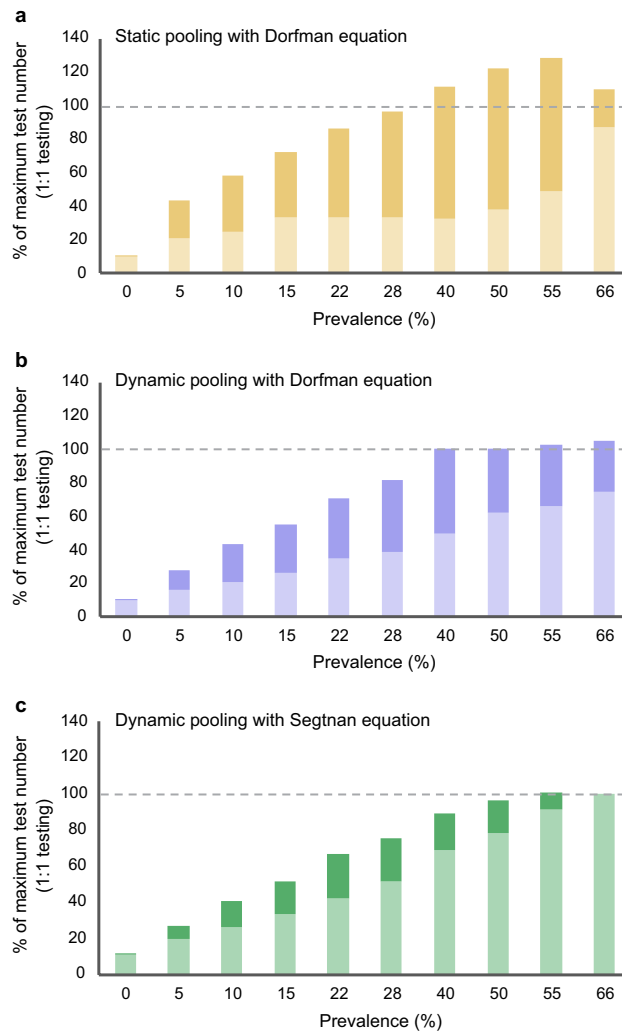 a
Static pooling with Dorfman equation
% of maximum test number
(1:1 testing)
140
120
100
80
60
40
20
0
0 5 10 15 22 28 40 50 55 66
Prevalence (%)
b
Dynamic pooling with Dorfman equation
% of maximum test number
(1:1 testing)
140
120
100
80
60
40
20
0
0 5 10 15 22 28 40 50 55 66
Prevalence (%)
c
Dynamic pooling with Segtnan equation
% of maximum test number
(1:1 testing)
140
120
100
80
60
40
20
0
0 5 10 15 22 28 40 50 55 66
Prevalence (%)